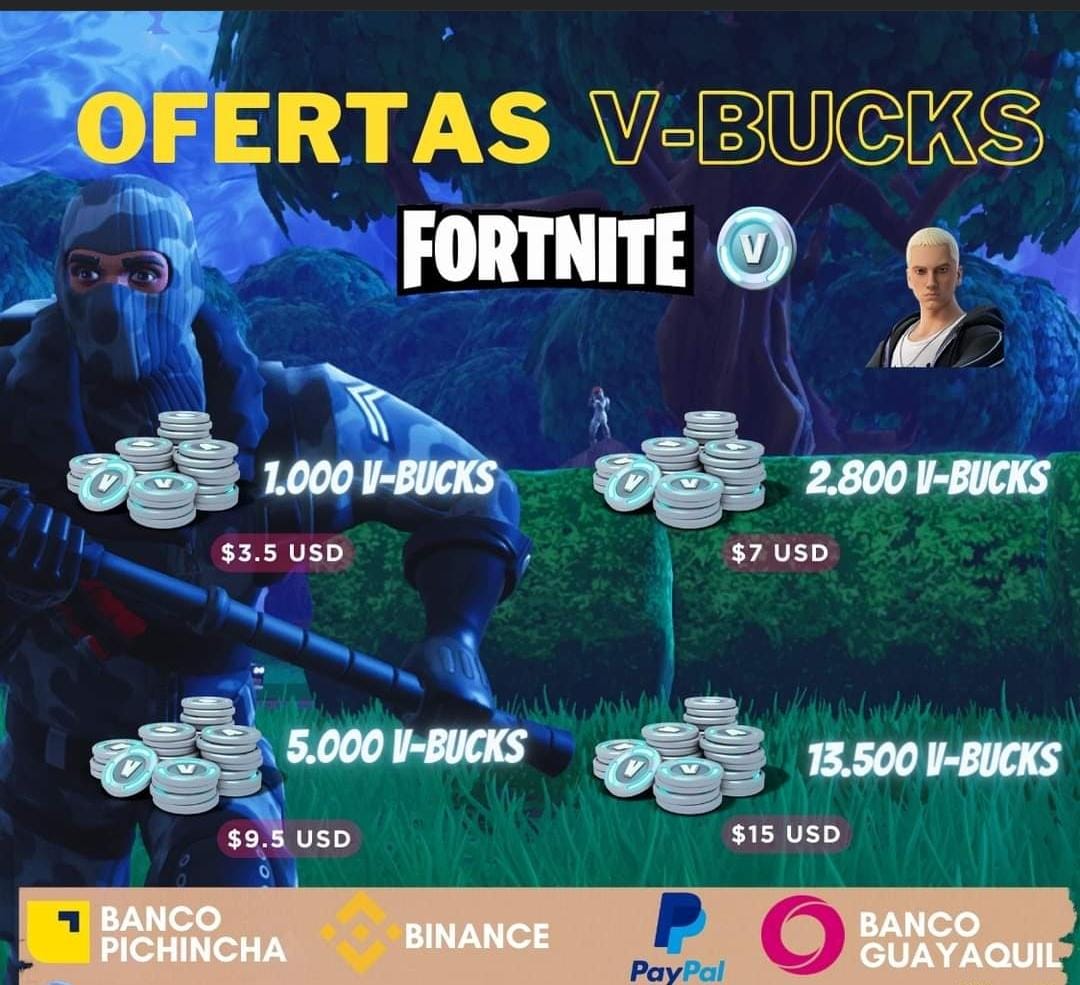 OFERTAS V-BUCKS
FORTNITE V
1.000 V-BUCKS
2.800 V-BUCKS
$3.5 USD
$7 USD
5.000 V-BUCKS
13.500 V-BUCKS
$9.5 USD
$15 USD
BANCO
PICHINCHA
BINANCE
PayPal
BANCO
GUAYAQUIL